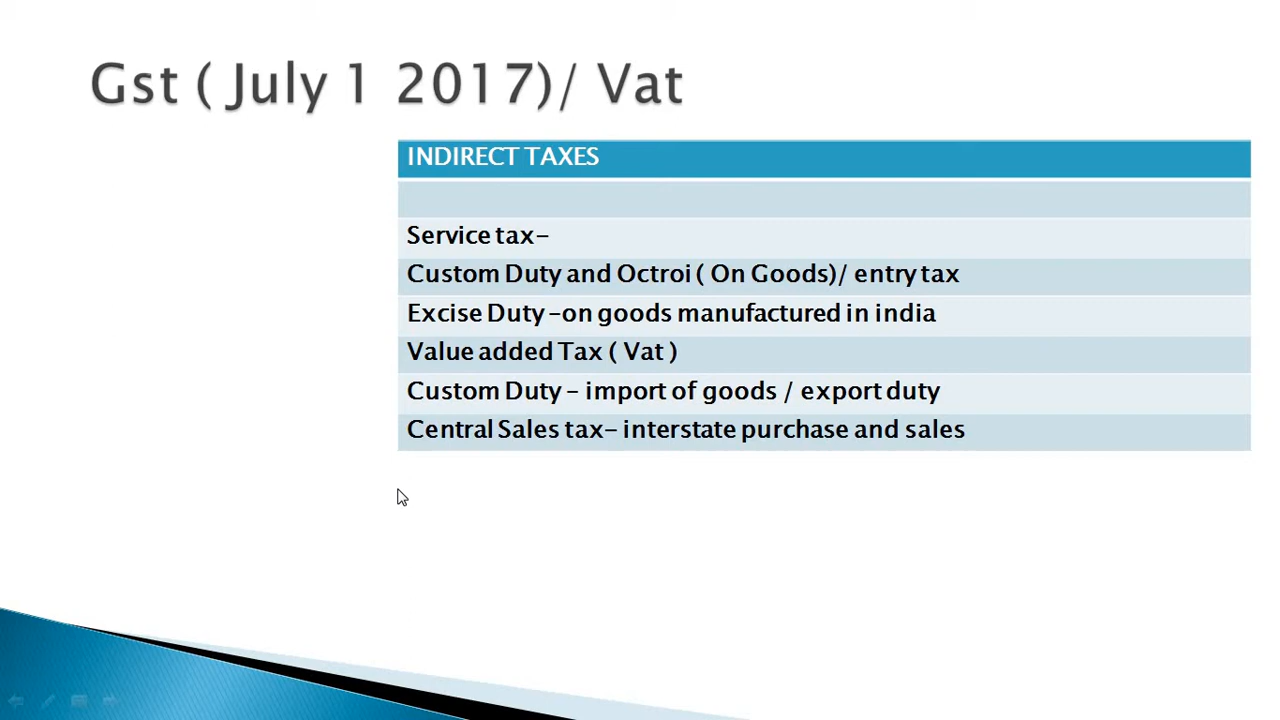 Gst ( July 1 2017)/ Vat
INDIRECT TAXES
Service tax-
Custom Duty and Octroi ( On Goods)/ entry tax
Excise Duty -on goods manufactured in india
Value added Tax ( Vat )
Custom Duty - import of goods / export duty
Central Sales tax- interstate purchase and sales